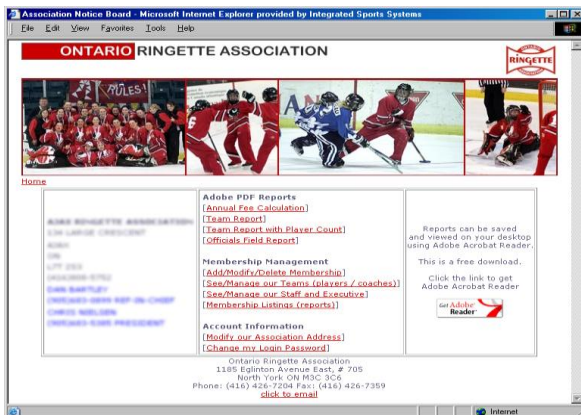 Association Notice Board - Microsoft Internet Explorer provided by Integrated Sports Systems
File Edit View Favorites Tools Help
ONTARIO RINGETTE ASSOCIATION
ONTARIO
RINGETTE
RULES!
Home
Adobe PDF Reports
[Annual Fee Calculation]
[Team Report]
[Team Report with Player Count]
[Officials Field Report]
Membership Management
[Add/Modify/Delete Membership]
[See/Manage our Teams (players / coaches)]
[See/Manage our Staff and Executive]
[Membership Listings (reports)]
Account Information
[Modify our Association Address]
[Change my Login Password]
Reports can be saved
and viewed on your desktop
using Adobe Acrobat Reader.
This is a free download.
Click the link to get
Adobe Acrobat Reader
Get Adobe
Reader
Ontario Ringette Association
1185 Eglinton Avenue East, # 705
North York ON M3C 3C6
Phone: (416) 426-7204 Fax: (416) 426-7359
click to email
Internet